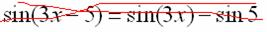 sin(3x − 5) = sin(3x) − sin 5